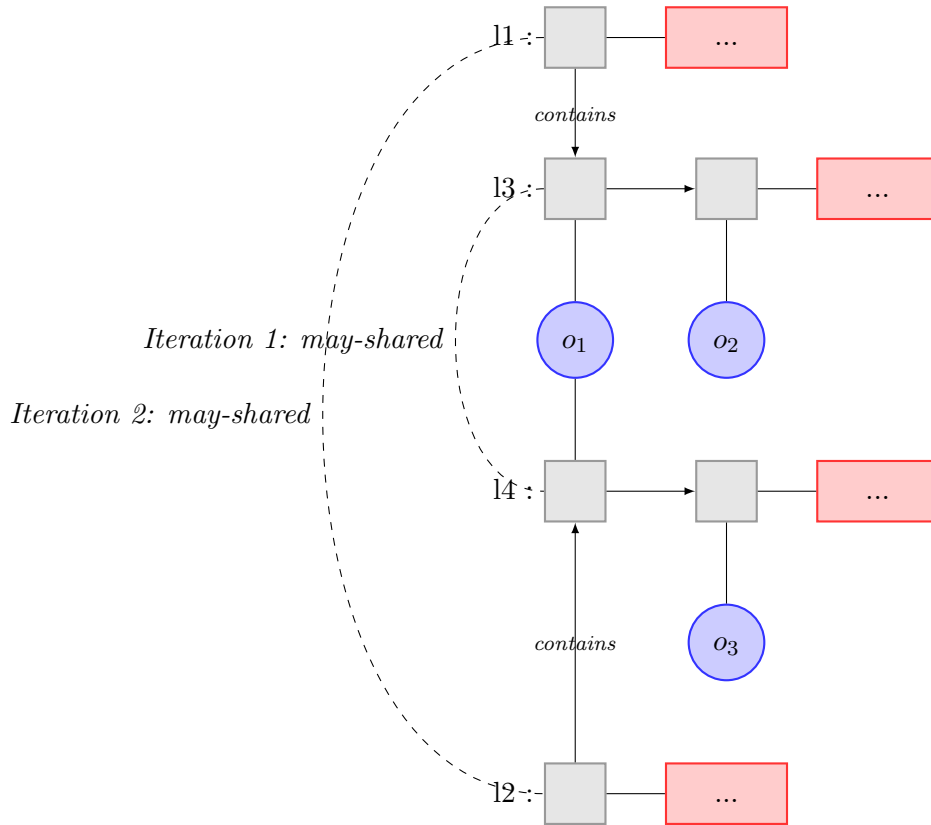 l1 :
...
contains
l3 :
...
Iteration 1: may-shared
o1
o2
Iteration 2: may-shared
l4 :
...
contains
o3
l2 :
...